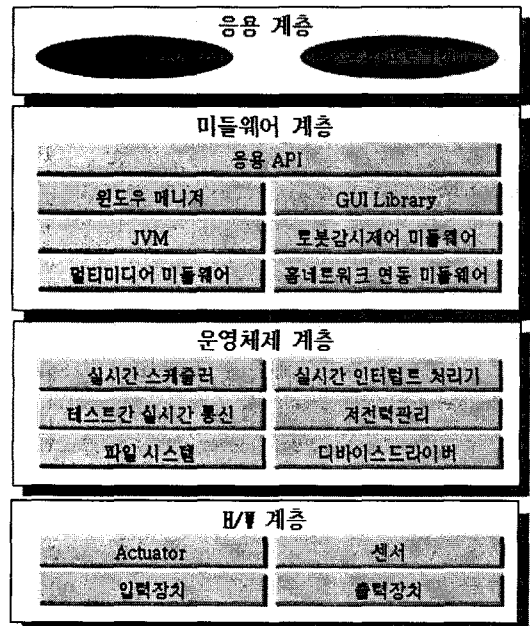 응용 계층
미들웨어 계층
응용 API
윈도우 매니저
GUI Library
JVM
로봇감시제어 미들웨어
멀티미디어 미들웨어
홈네트워크 연동 미들웨어
운영체제 계층
실시간 스케줄러
실시간 인터럽트 처리기
테스트간 실시간 통신
저전력관리
파일 시스템
디바이스드라이버
H/W 계층
Actuator
센서
입력장치
출력장치